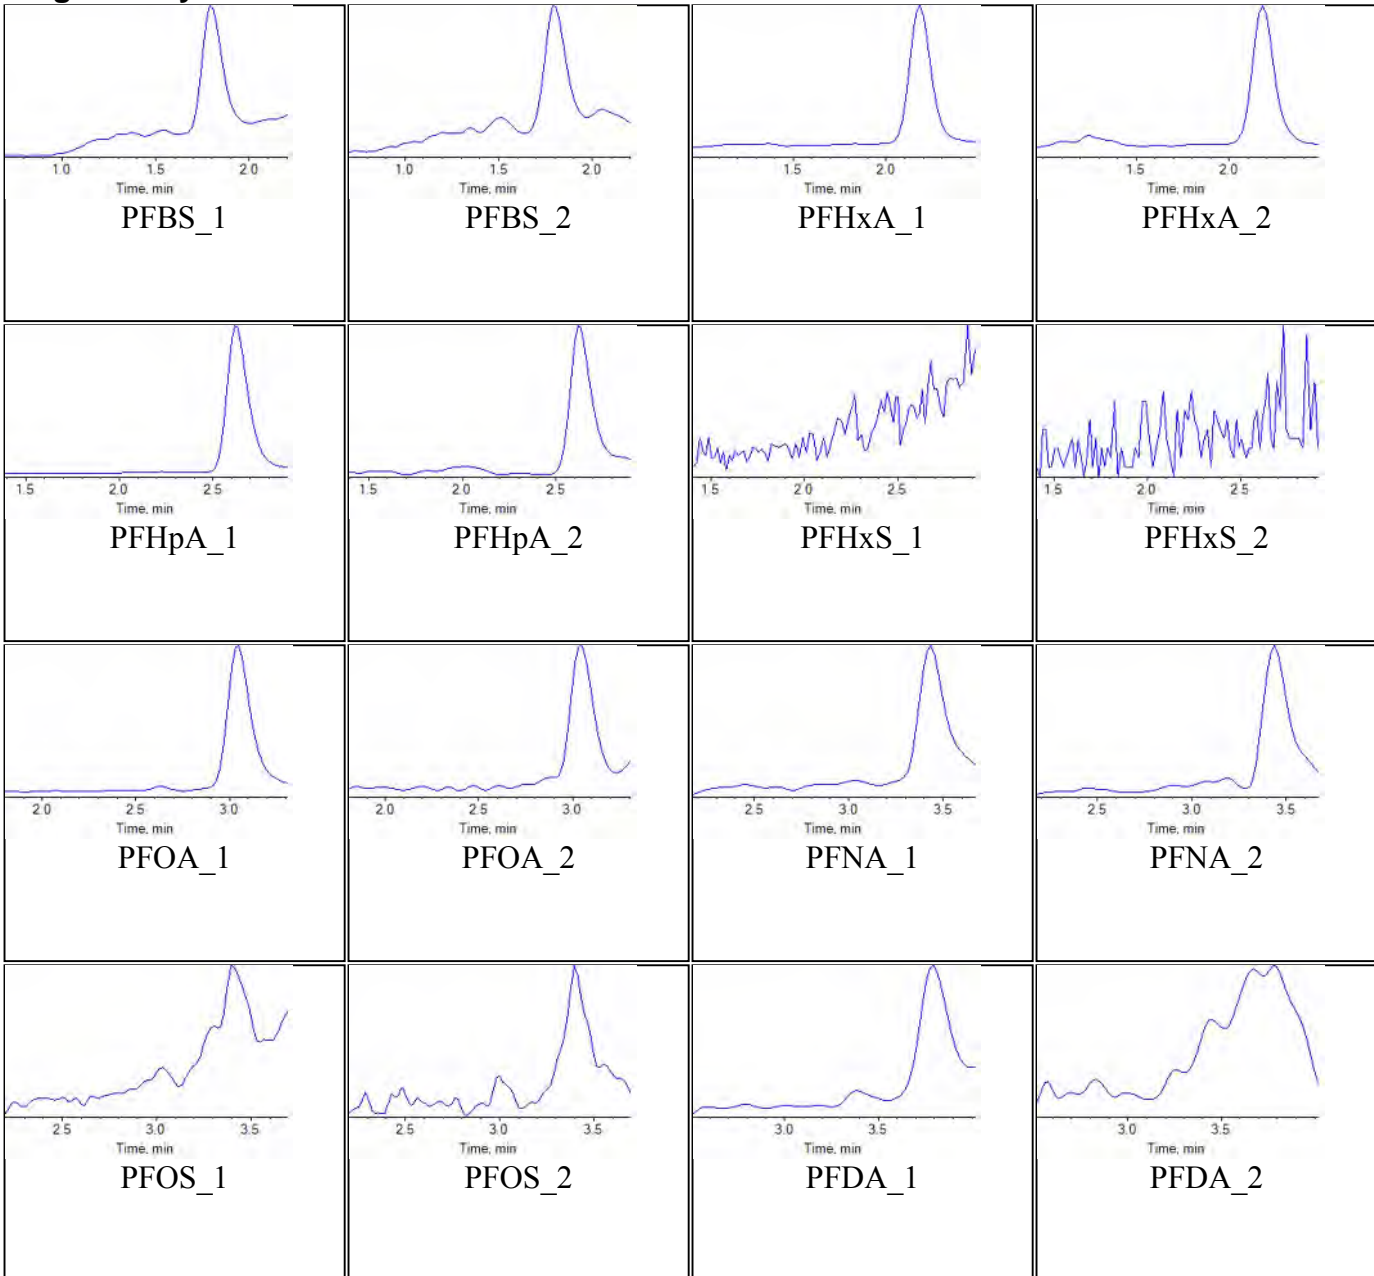 1.0 1.5 2.0 1.0 1.5 2.0 1.5 2.0 1.5 2.0
Time, min Time, min Time, min Time, min
PFBS_1 PFBS_2 PFHxA_1 PFHxA_2
1.5 2.0 2.5 1.5 2.0 2.5 1.5 2.0 2.5 1.5 2.0 2.5
Time, min Time, min Time, min Time, min
PFHpA_1 PFHpA_2 PFHxS_1 PFHxS_2
2.0 3.0 2.0 3.0 2.5 3.0 3.5 2.5 3.0 3.5
Time, min Time, min Time, min Time, min
PFOA_1 PFOA_2 PFNA_1 PFNA_2
2.5 3.0 3.5 2.5 3.0 3.5 3.0 3.5 3.0 3.5
Time, min Time, min Time, min Time, min
PFOS_1 PFOS_2 PFDA_1 PFDA_2